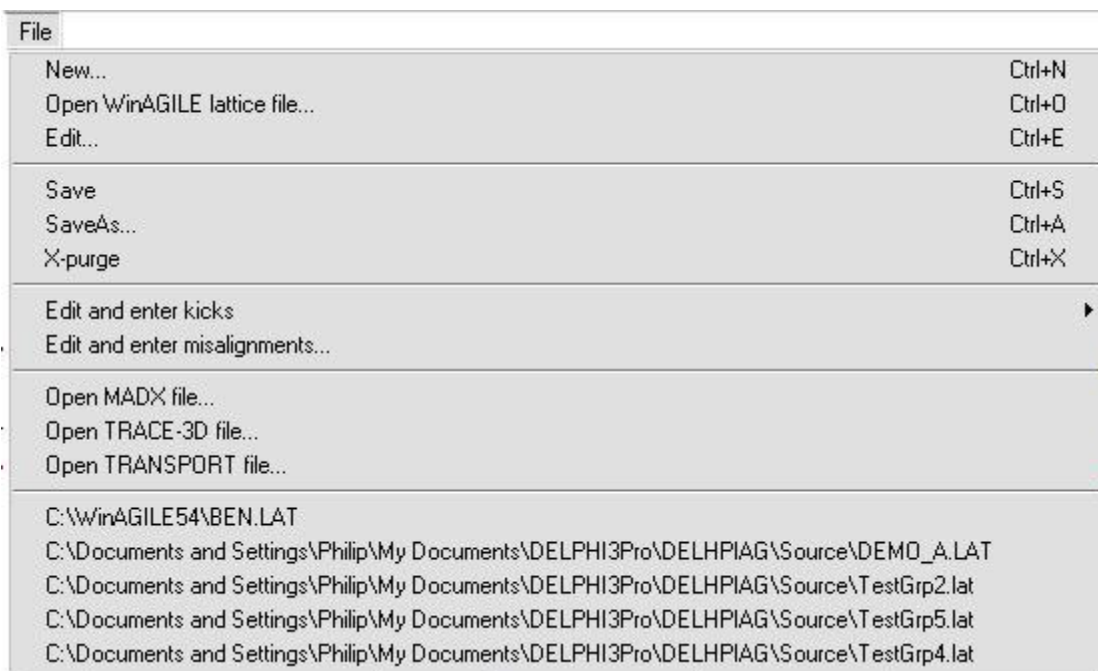 File
New... Ctrl+N
Open WinAGILE lattice file... Ctrl+O
Edit... Ctrl+E
Save Ctrl+S
SaveAs... Ctrl+A
X-purge Ctrl+X
Edit and enter kicks
Edit and enter misalignments...
Open MADX file...
Open TRACE-3D file...
Open TRANSPORT file...
C:\WinAGILE54\BEN.LAT
C:\Documents and Settings\Philip\My Documents\DELPHI3Pro\DELHPIAG\Source\DEMO_A.LAT
C:\Documents and Settings\Philip\My Documents\DELPHI3Pro\DELHPIAG\Source\TestGrp2.lat
C:\Documents and Settings\Philip\My Documents\DELPHI3Pro\DELHPIAG\Source\TestGrp5.lat
C:\Documents and Settings\Philip\My Documents\DELPHI3Pro\DELHPIAG\Source\TestGrp4.lat